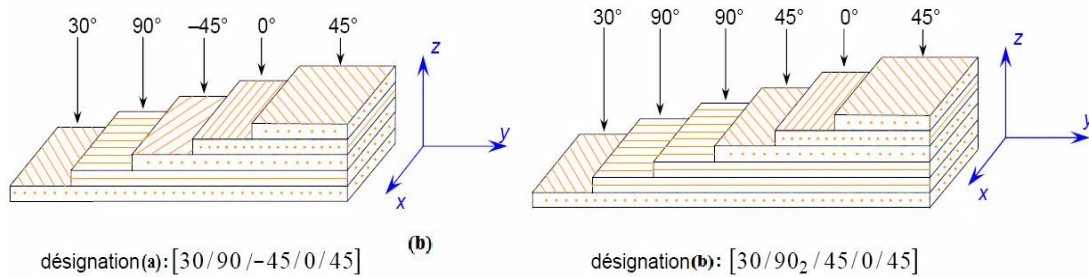 30° 90° –45° 0° 45°
z
y
x
30° 90° 90° 45° 0° 45°
z
y
x
(b)
désignation(a): [30/90/−45/0/45]
désignation(b): [30/90₂/45/0/45]